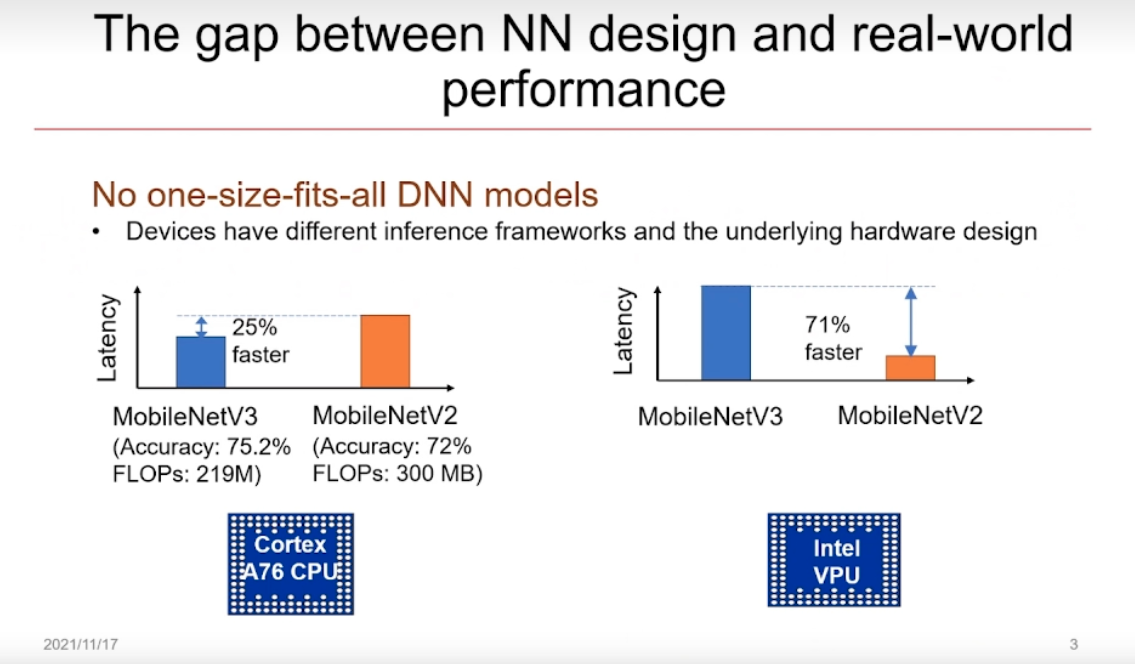 The gap between NN design and real-world
performance
No one-size-fits-all DNN models
• Devices have different inference frameworks and the underlying hardware design
Latency
25%
faster
MobileNetV3
(Accuracy: 75.2%
FLOPs: 219M)
MobileNetV2
(Accuracy: 72%
FLOPs: 300 MB)
Cortex
A76 CPU
Latency
71%
faster
MobileNetV3
MobileNetV2
Intel
VPU
2021/11/17
3